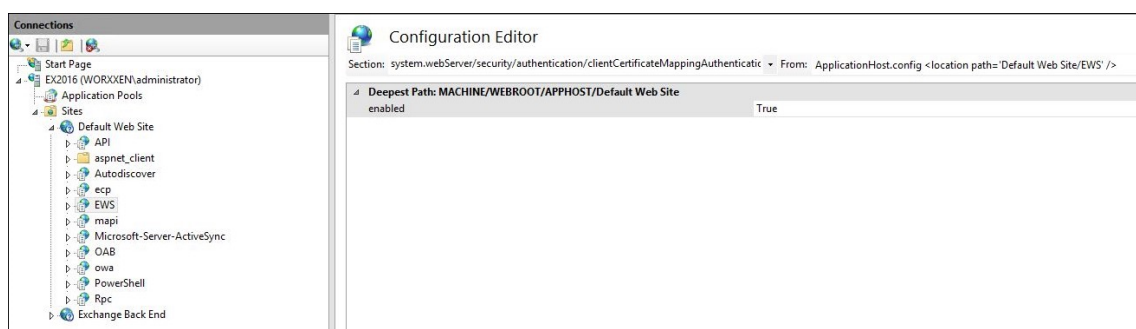 Connections
Start Page
EX2016 (WORXXEN\administrator)
Application Pools
Sites
Default Web Site
API
aspnet_client
Autodiscover
ecp
EWS
mapi
Microsoft-Server-ActiveSync
OAB
owa
PowerShell
Rpc
Exchange Back End
Configuration Editor
Section: system.webServer/security/authentication/clientCertificateMappingAuthenticatic From: ApplicationHost.config <location path='Default Web Site/EWS' />
Deepest Path: MACHINE/WEBROOT/APPHOST/Default Web Site
enabled True